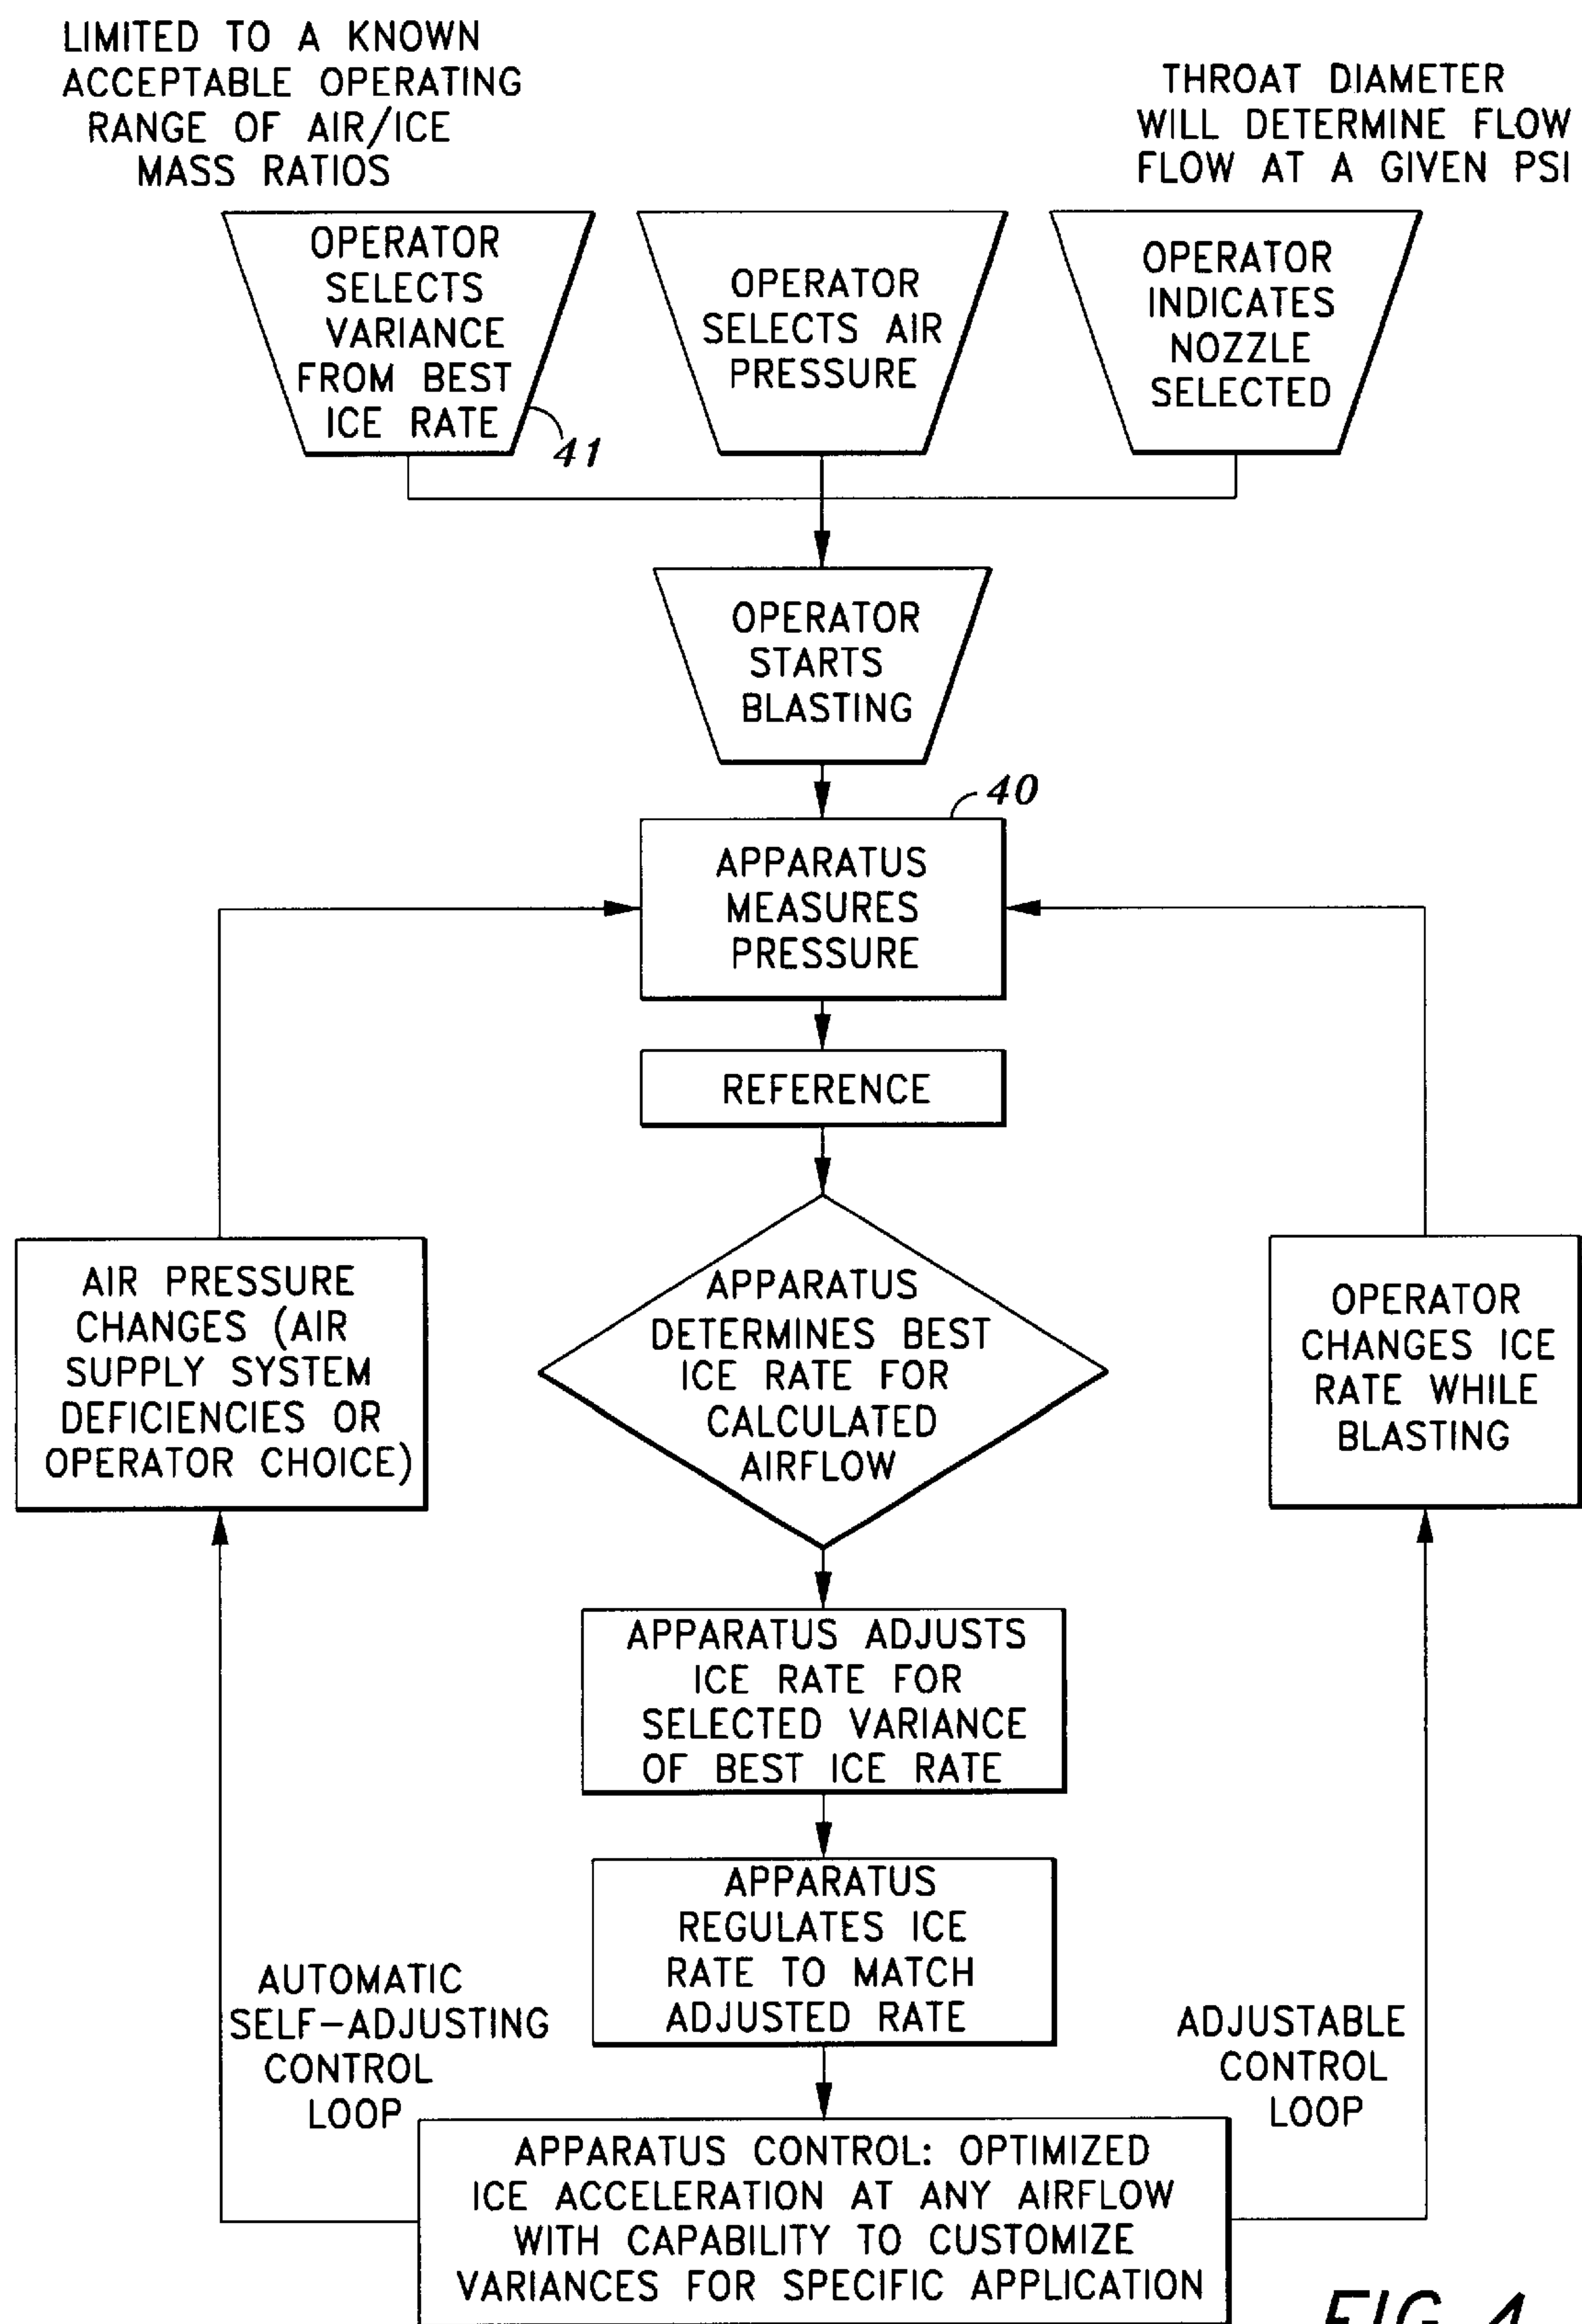 LIMITED TO A KNOWN
ACCEPTABLE OPERATING
RANGE OF AIR/ICE
MASS RATIOS
THROAT DIAMETER
WILL DETERMINE FLOW
FLOW AT A GIVEN PSI
OPERATOR
SELECTS
VARIANCE
FROM BEST
ICE RATE
41
OPERATOR
SELECTS AIR
PRESSURE
OPERATOR
INDICATES
NOZZLE
SELECTED
OPERATOR
STARTS
BLASTING
40
APPARATUS
MEASURES
PRESSURE
REFERENCE
AIR PRESSURE
CHANGES (AIR
SUPPLY SYSTEM
DEFICIENCIES OR
OPERATOR CHOICE)
APPARATUS
DETERMINES BEST
ICE RATE FOR
CALCULATED
AIRFLOW
OPERATOR
CHANGES ICE
RATE WHILE
BLASTING
APPARATUS ADJUSTS
ICE RATE FOR
SELECTED VARIANCE
OF BEST ICE RATE
APPARATUS
REGULATES ICE
RATE TO MATCH
ADJUSTED RATE
AUTOMATIC
SELF-ADJUSTING
CONTROL
LOOP
ADJUSTABLE
CONTROL
LOOP
APPARATUS CONTROL: OPTIMIZED
ICE ACCELERATION AT ANY AIRFLOW
WITH CAPABILITY TO CUSTOMIZE
VARIANCES FOR SPECIFIC APPLICATION
FIG. 4